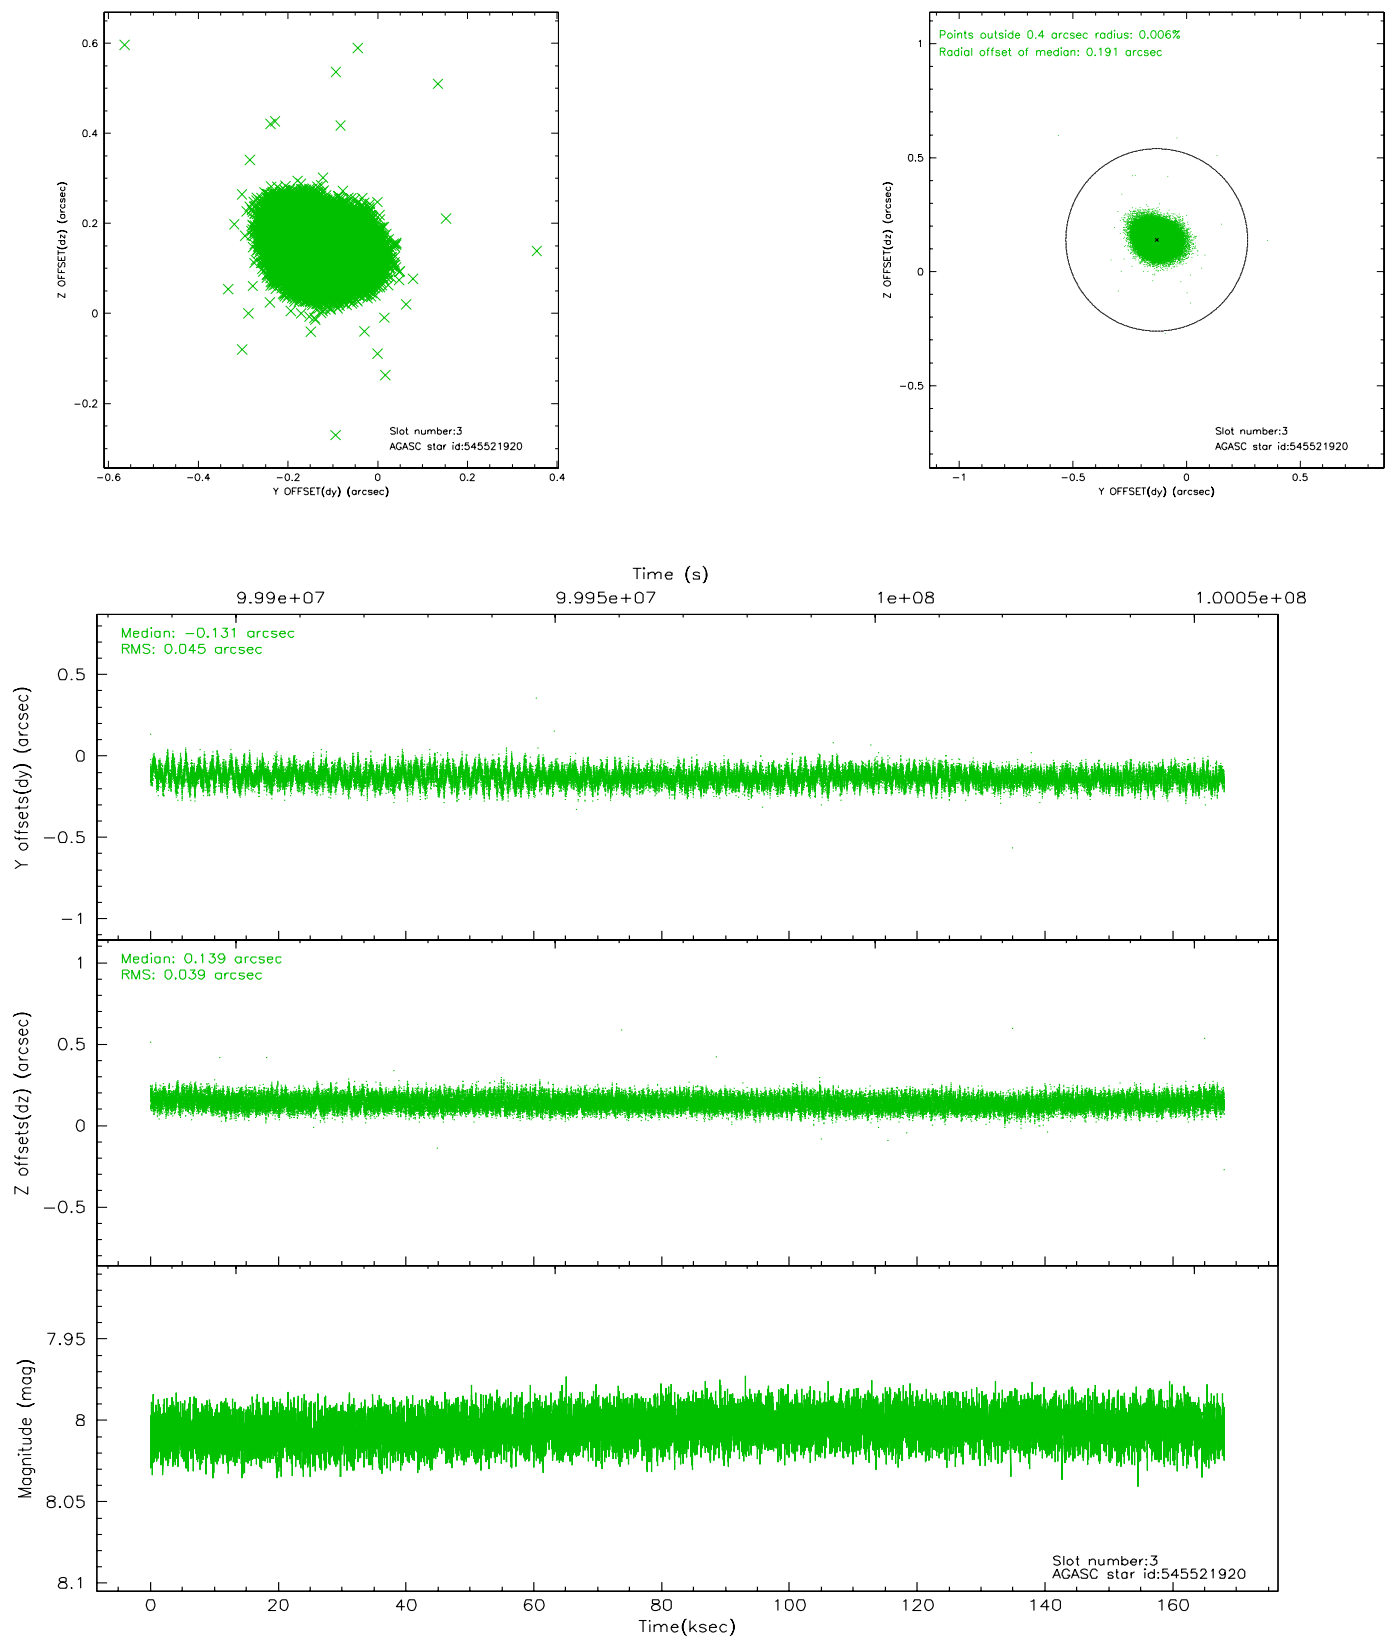 0.6
0.4
0.2
0
-0.2
Z OFFSET(dz) (arcsec)
Slot number:3
AGASC star id:545521920
-0.6 -0.4 -0.2 0 0.2 0.4
Y OFFSET(dy) (arcsec)
Points outside 0.4 arcsec radius: 0.006%
Radial offset of median: 0.191 arcsec
1
0.5
0
-0.5
Z OFFSET(dz) (arcsec)
Slot number:3
AGASC star id:545521920
-1 -0.5 0 0.5
Y OFFSET(dy) (arcsec)
Time (s)
9.99e+07 9.995e+07 1e+08 1.0005e+08
Median: -0.131 arcsec
RMS: 0.045 arcsec
0.5
0
-0.5
-1
Y offsets(dy) (arcsec)
Median: 0.139 arcsec
RMS: 0.039 arcsec
1
0.5
0
-0.5
Z offsets(dz) (arcsec)
7.95
8
8.05
8.1
Magnitude (mag)
Slot number:3
AGASC star id:545521920
0 20 40 60 80 100 120 140 160
Time(ksec)